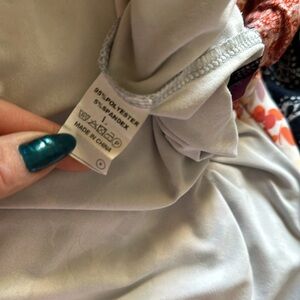 95%POLYESTER
5%SPANDEX
L
MADE IN CHINA